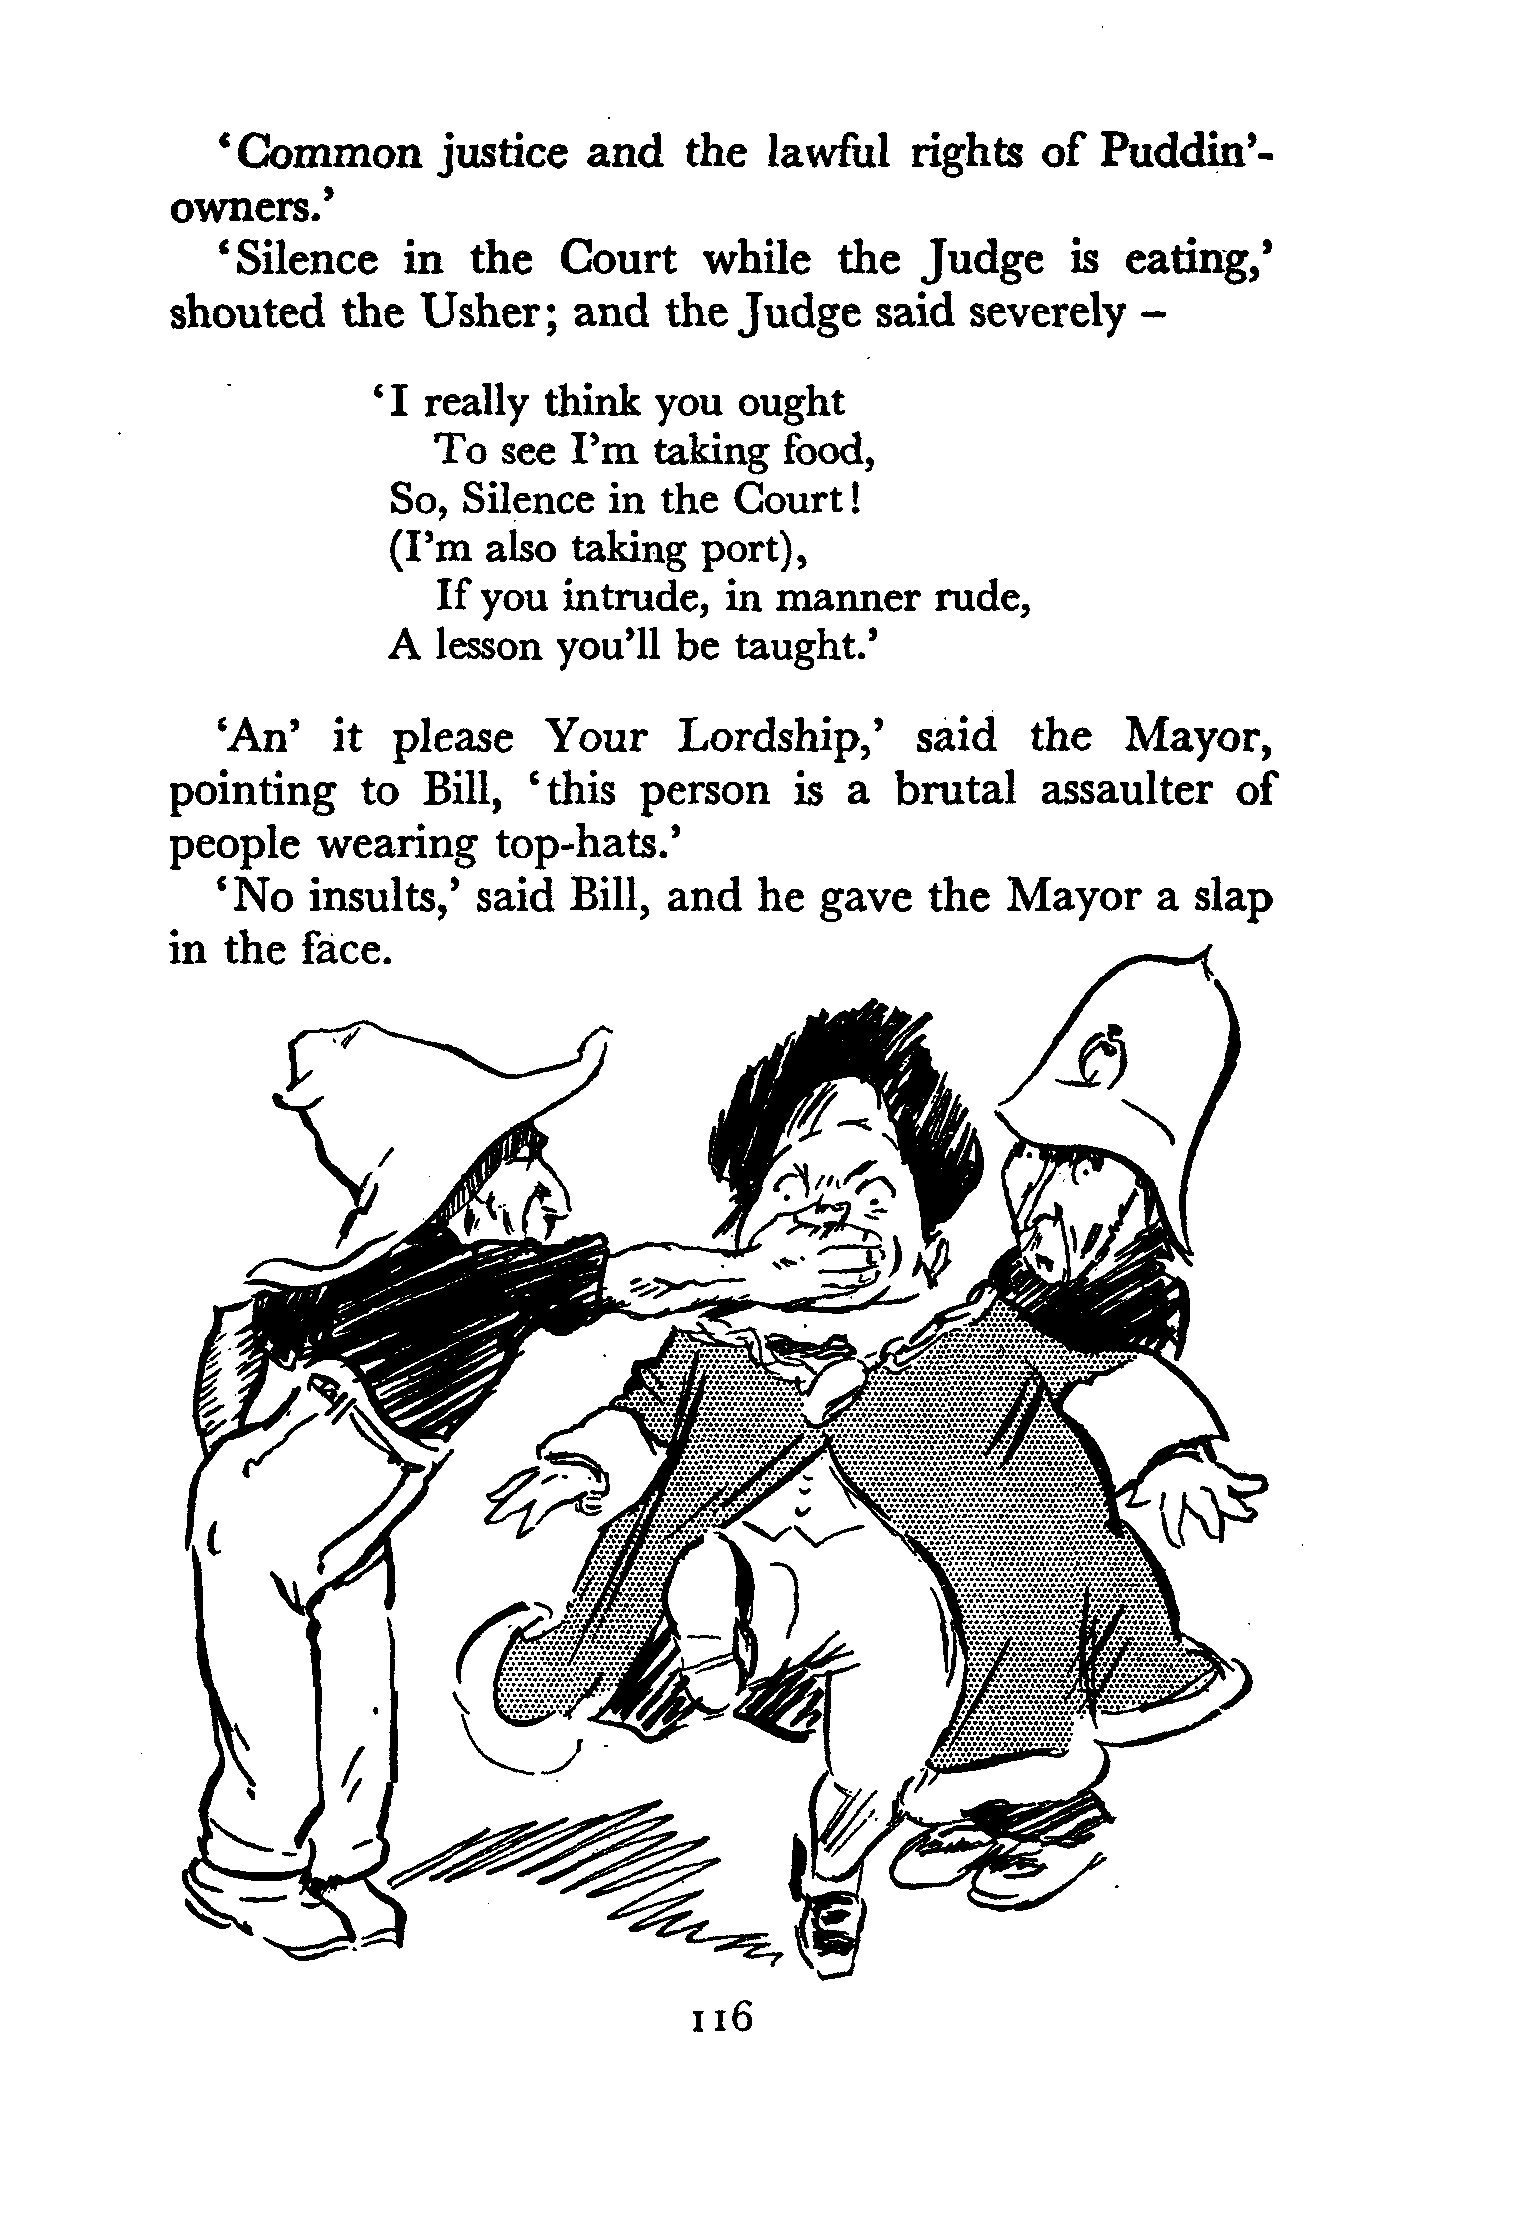 ‘Common justice and the lawful rights of Puddin’-
owners.’
‘Silence in the Court while the Judge is eating,’
shouted the Usher; and the Judge said severely –
‘I really think you ought
To see I’m taking food,
So, Silence in the Court!
(I’m also taking port),
If you intrude, in manner rude,
A lesson you’ll be taught.’
‘An’ it please Your Lordship,’ said the Mayor,
pointing to Bill, ‘this person is a brutal assaulter of
people wearing top-hats.’
‘No insults,’ said Bill, and he gave the Mayor a slap
in the face.
116